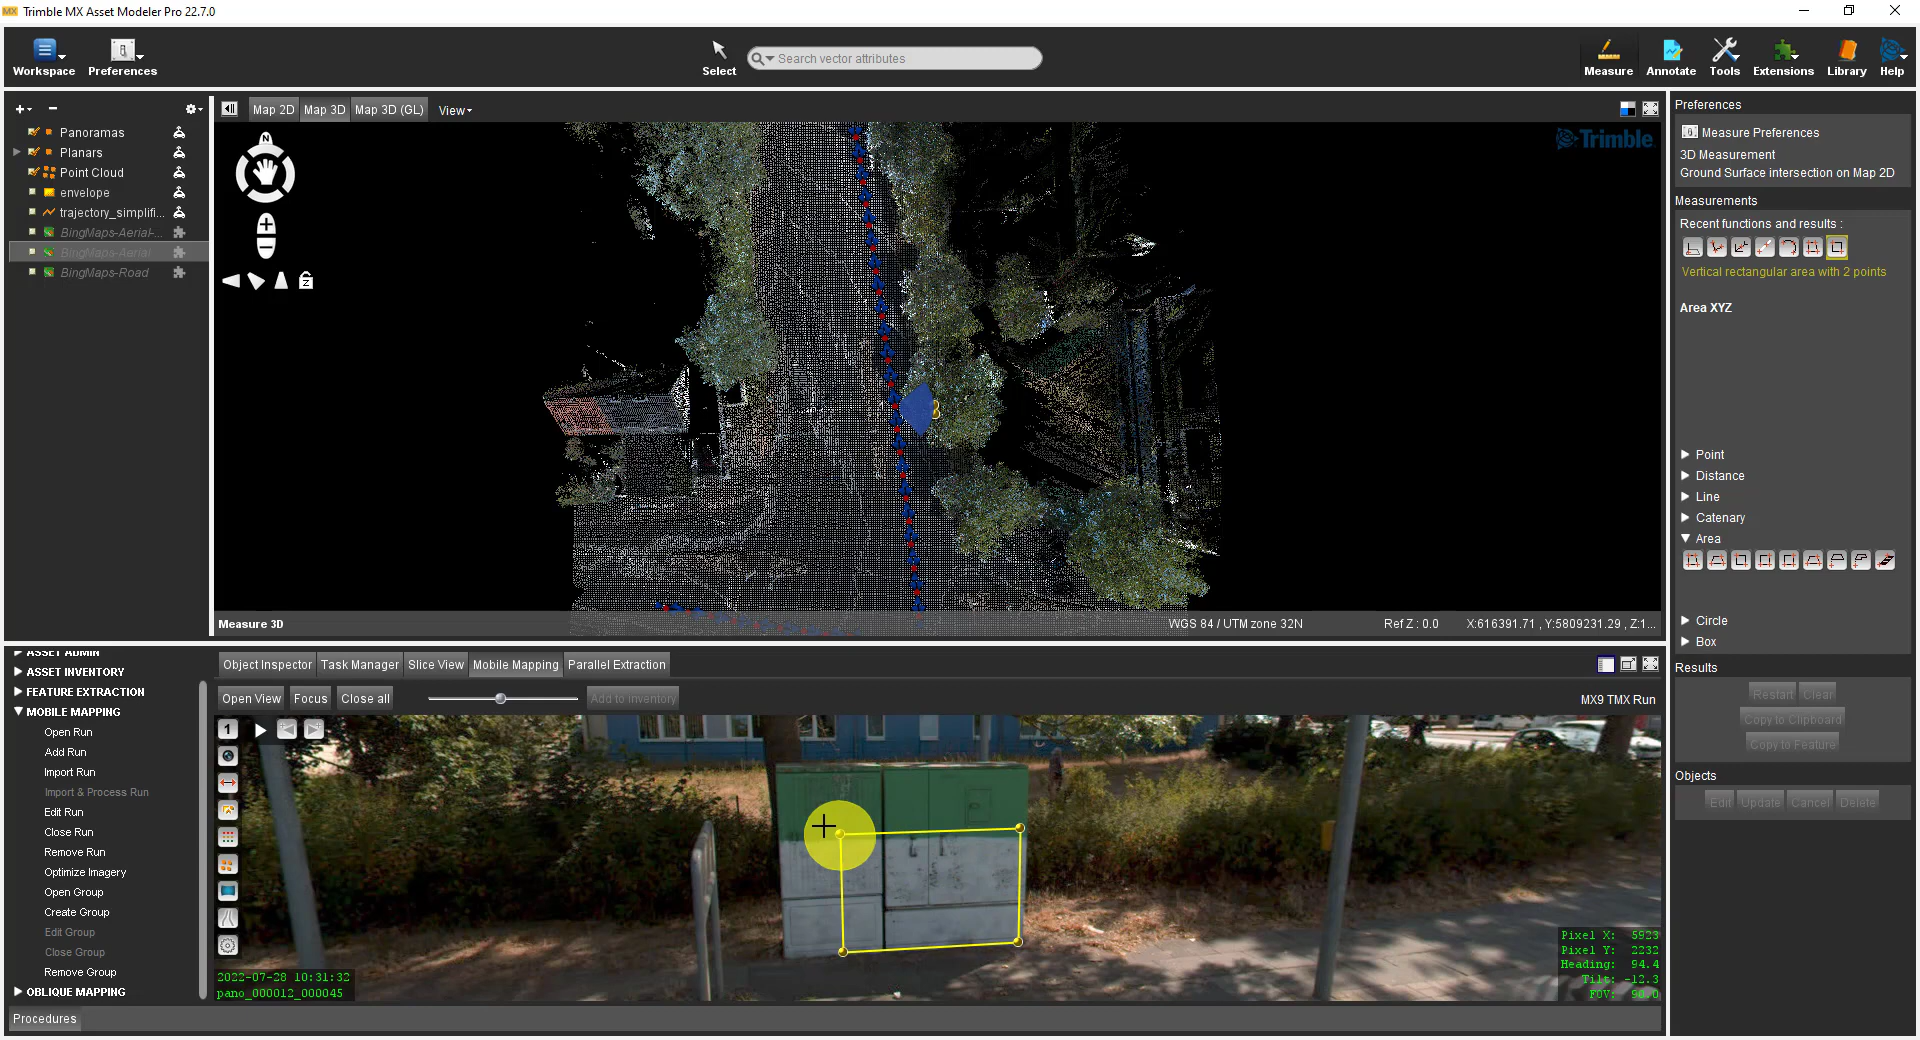 MX Trimble MX Asset Modeler Pro 22.7.0
Workspace
Preferences
Select
Search vector attributes
Measure
Annotate
Tools
Extensions
Library
Help
Panoramas
Planars
Point Cloud
envelope
trajectory_simplifi...
BingMaps-Aerial-...
BingMaps-Aerial
BingMaps-Road
Map 2D
Map 3D
Map 3D (GL)
View
N
Z
Trimble
Measure 3D
WGS 84 / UTM zone 32N
Ref Z : 0.0
X:616391.71 , Y:5809231.29 , Z:1...
Preferences
Measure Preferences
3D Measurement
Ground Surface intersection on Map 2D
Measurements
Recent functions and results :
Vertical rectangular area with 2 points
Area XYZ
Point
Distance
Line
Catenary
Area
Circle
Box
Results
Restart
Clear
Copy to Clipboard
Copy to Feature
Objects
Edit
Update
Cancel
Delete
ASSET ADMIN
ASSET INVENTORY
FEATURE EXTRACTION
MOBILE MAPPING
Open Run
Add Run
Import Run
Import & Process Run
Edit Run
Close Run
Remove Run
Optimize Imagery
Open Group
Create Group
Edit Group
Close Group
Remove Group
OBLIQUE MAPPING
Procedures
Object Inspector
Task Manager
Slice View
Mobile Mapping
Parallel Extraction
Open View
Focus
Close all
Add to inventory
MX9 TMX Run
1
2022-07-28 10:31:32
pano_000012_000045
Pixel X: 5923
Pixel Y: 2232
Heading: 94.4
Tilt: -12.3
FOV: 90.0